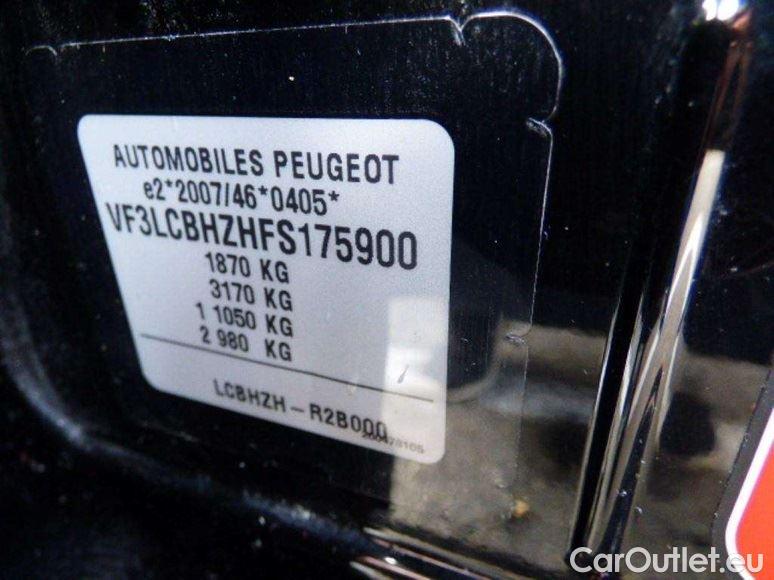 AUTOMOBILES PEUGEOT
e2*2007/46*0405*
VF3LCBHZHFS175900
1870 KG
3170 KG
1 1050 KG
2 980 KG
LCBHZH – R2B000
CarOutlet.eu